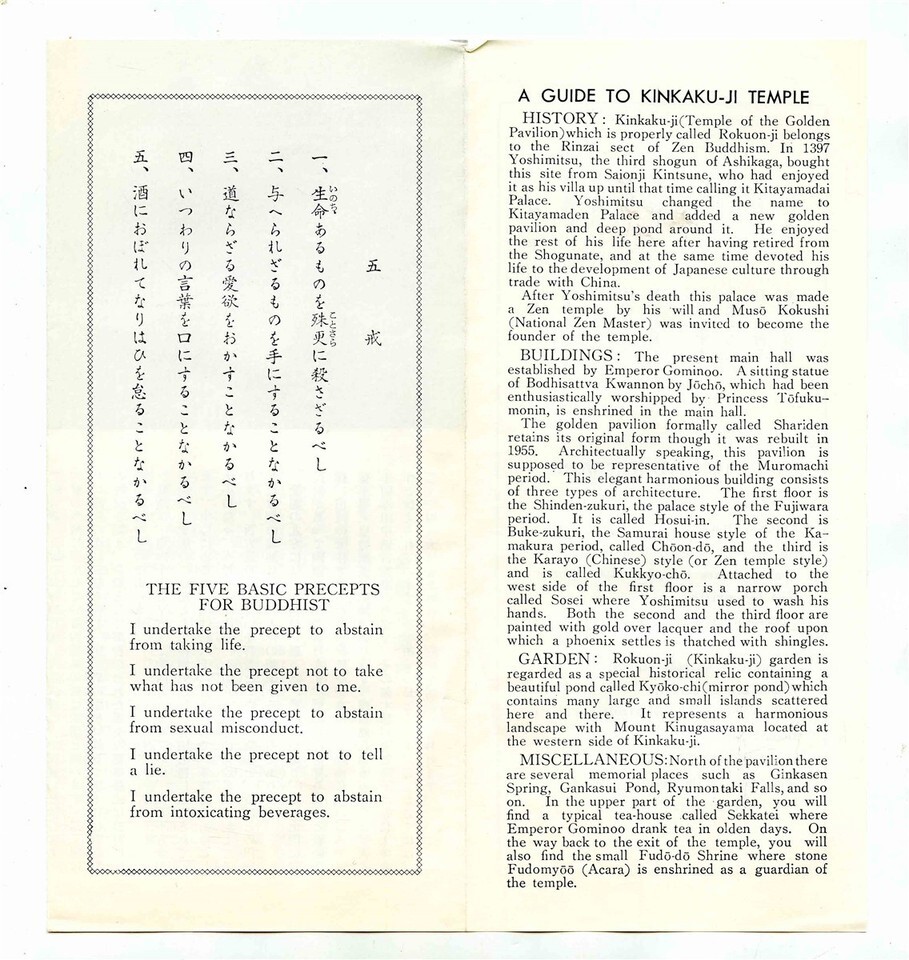 五戒
一、生命あるものを殊更に殺さざるべし
いのち
ことさら
二、与へられざるものを手にすることなかるべし
三、道ならざる愛欲をおかすことなかるべし
四、いつわりの言葉を口にすることなかるべし
五、酒におぼれてなりはひを怠ることなかるべし
THE FIVE BASIC PRECEPTS
FOR BUDDHIST
I undertake the precept to abstain
from taking life.
I undertake the precept not to take
what has not been given to me.
I undertake the precept to abstain
from sexual misconduct.
I undertake the precept not to tell
a lie.
I undertake the precept to abstain
from intoxicating beverages.
A GUIDE TO KINKAKU-JI TEMPLE
HISTORY: Kinkaku-ji(Temple of the Golden
Pavilion)which is properly called Rokuon-ji belongs
to the Rinzai sect of Zen Buddhism. In 1397
Yoshimitsu, the third shogun of Ashikaga, bought
this site from Saionji Kintsune, who had enjoyed
it as his villa up until that time calling it Kitayamadai
Palace. Yoshimitsu changed the name to
Kitayamaden Palace and added a new golden
pavilion and deep pond around it. He enjoyed
the rest of his life here after having retired from
the Shogunate, and at the same time devoted his
life to the development of Japanese culture through
trade with China.
After Yoshimitsu's death this palace was made
a Zen temple by his will and Musō Kokushi
(National Zen Master) was invited to become the
founder of the temple.
BUILDINGS: The present main hall was
established by Emperor Gominoo. A sitting statue
of Bodhisattva Kwannon by Jōchō, which had been
enthusiastically worshipped by Princess Tōfuku-
monin, is enshrined in the main hall.
The golden pavilion formally called Shariden
retains its original form though it was rebuilt in
1955. Architectually speaking, this pavilion is
supposed to be representative of the Muromachi
period. This elegant harmonious building consists
of three types of architecture. The first floor is
the Shinden-zukuri, the palace style of the Fujiwara
period. It is called Hosui-in. The second is
Buke-zukuri, the Samurai house style of the Ka-
makura period, called Chōon-dō, and the third is
the Karayo (Chinese) style (or Zen temple style)
and is called Kukkyo-chō. Attached to the
west side of the first floor is a narrow porch
called Sosei where Yoshimitsu used to wash his
hands. Both the second and the third floor are
painted with gold over lacquer and the roof upon
which a phoenix settles is thatched with shingles.
GARDEN: Rokuon-ji (Kinkaku-ji) garden is
regarded as a special historical relic containing a
beautiful pond called Kyōko-chi(mirror pond)which
contains many large and small islands scattered
here and there. It represents a harmonious
landscape with Mount Kinugasayama located at
the western side of Kinkaku-ji.
MISCELLANEOUS:North of the pavilion there
are several memorial places such as Ginkasen
Spring, Gankasui Pond, Ryumontaki Falls, and so
on. In the upper part of the garden, you will
find a typical tea-house called Sekkatei where
Emperor Gominoo drank tea in olden days. On
the way back to the exit of the temple, you will
also find the small Fudō-dō Shrine where stone
Fudomyōō (Acara) is enshrined as a guardian of
the temple.